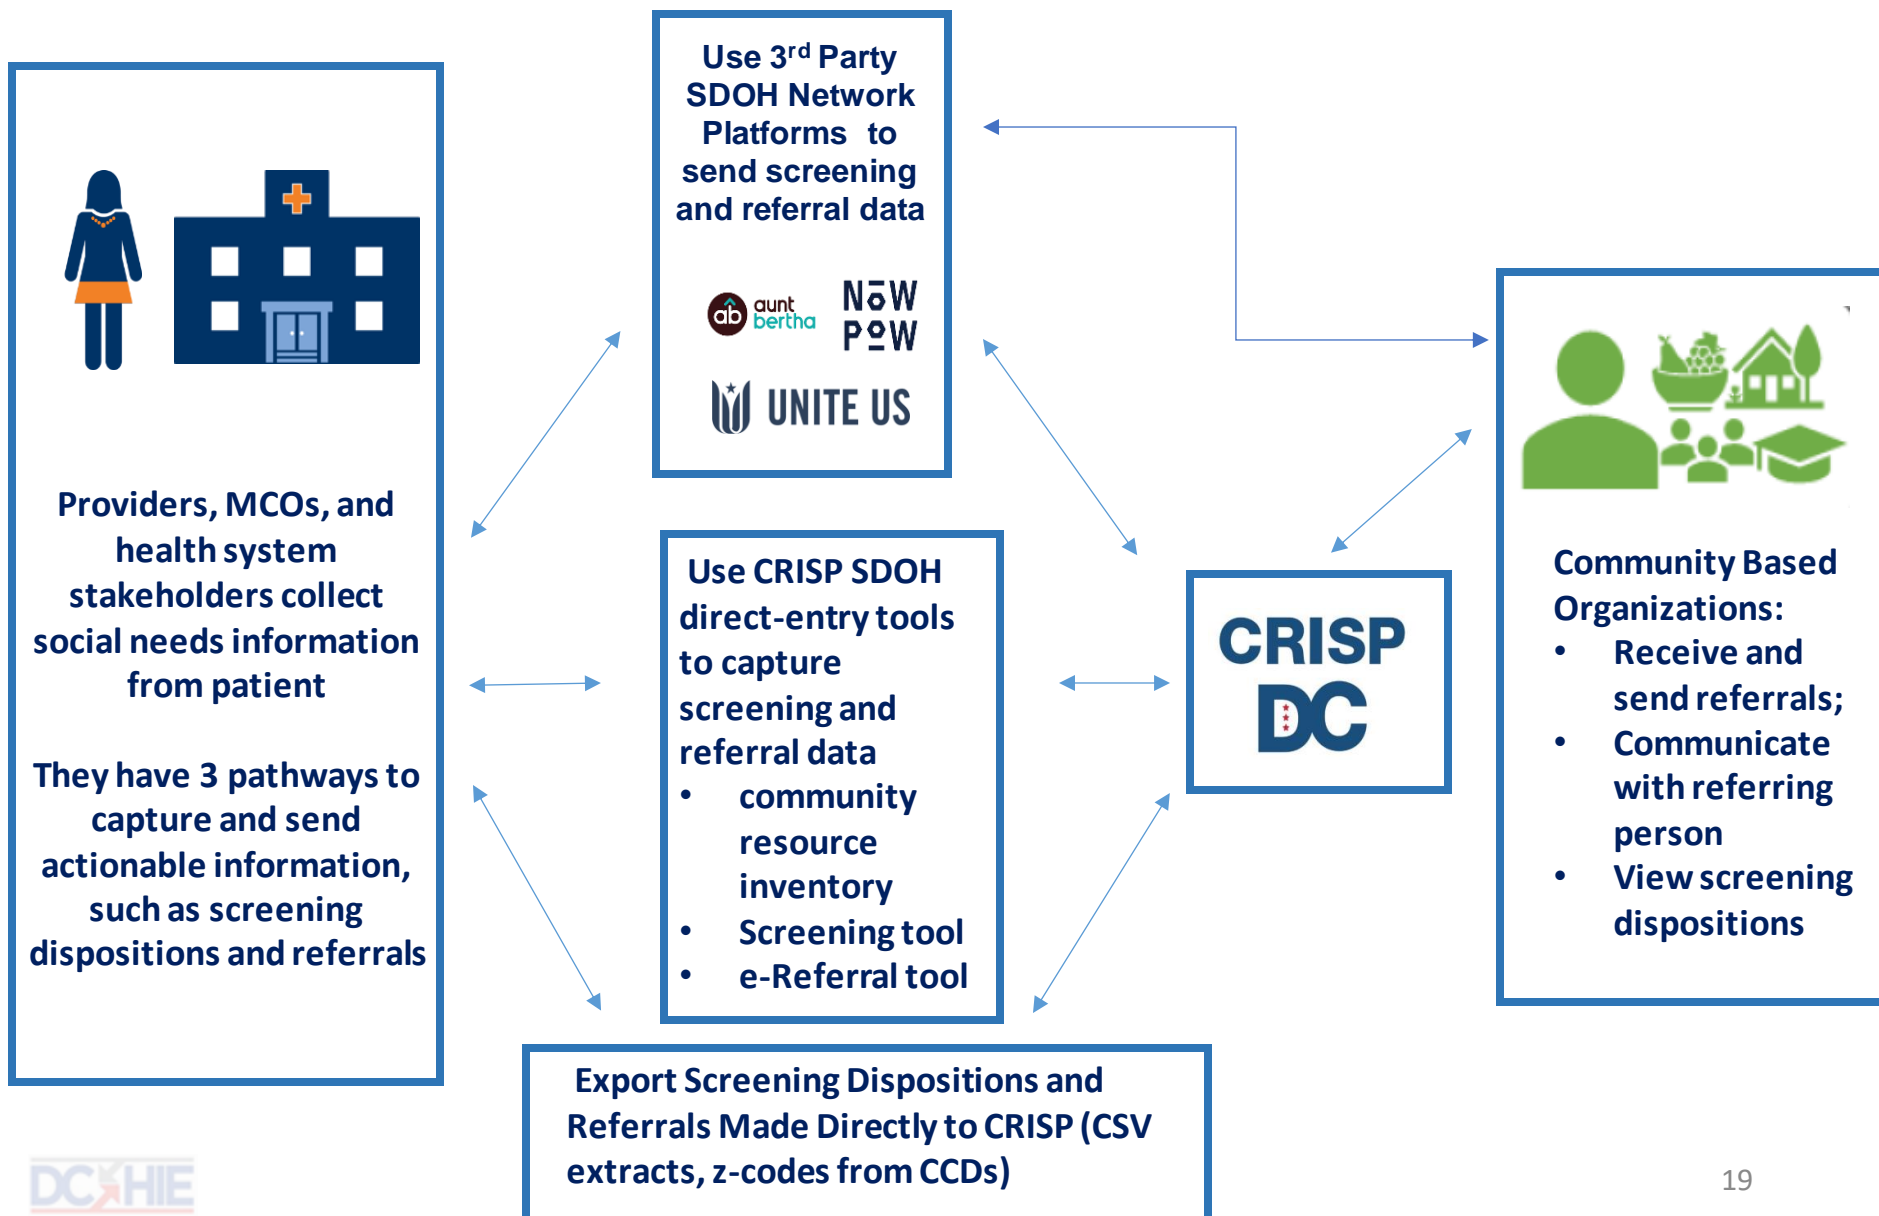 Providers, MCOs, and
health system
stakeholders collect
social needs information
from patient
They have 3 pathways to
capture and send
actionable information,
such as screening
dispositions and referrals
Use 3rd Party
SDOH Network
Platforms to
send screening
and referral data
ab aunt
bertha
NOW
POW
UNITE US
Use CRISP SDOH
direct-entry tools
to capture
screening and
referral data
• community
resource
inventory
• Screening tool
• e-Referral tool
Export Screening Dispositions and
Referrals Made Directly to CRISP (CSV
extracts, z-codes from CCDs)
CRISP
DC
Community Based
Organizations:
• Receive and
send referrals;
• Communicate
with referring
person
• View screening
dispositions
DC HIE
19